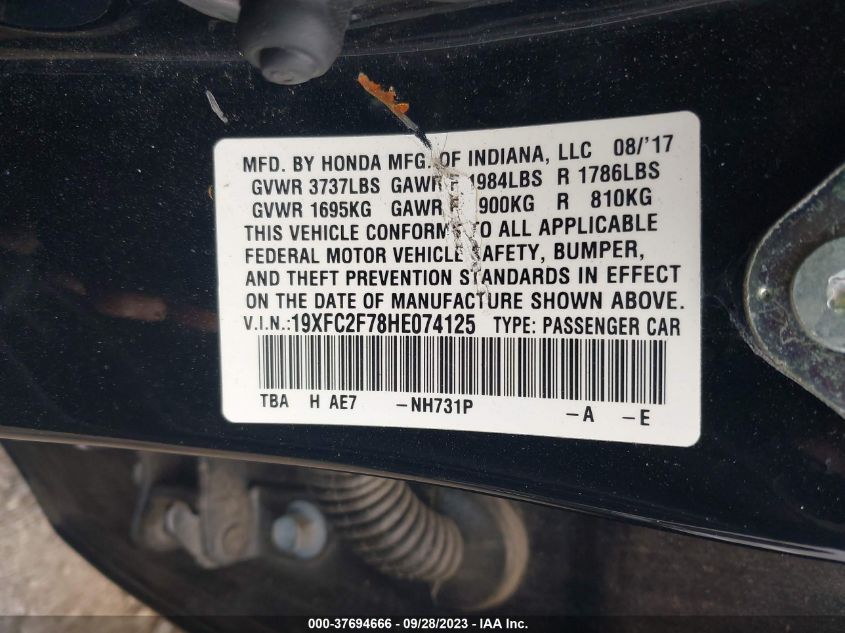 MFD. BY HONDA MFG. OF INDIANA, LLC 08/'17
GVWR 3737LBS GAWR F 1984LBS R 1786LBS
GVWR 1695KG GAWR 900KG R 810KG
THIS VEHICLE CONFORM TO ALL APPLICABLE
FEDERAL MOTOR VEHICLE SAFETY, BUMPER,
AND THEFT PREVENTION STANDARDS IN EFFECT
ON THE DATE OF MANUFACTURE SHOWN ABOVE.
V.I.N.:19XFC2F78HE074125 TYPE: PASSENGER CAR
TBA H AE7 -NH731P -A -E
000-37694666 / 09/28/2023 - IAA Inc.